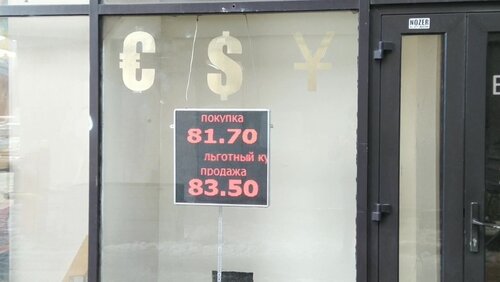 € $ ¥
NOZER
покупка
81.70
льготный ку
продажа
83.50